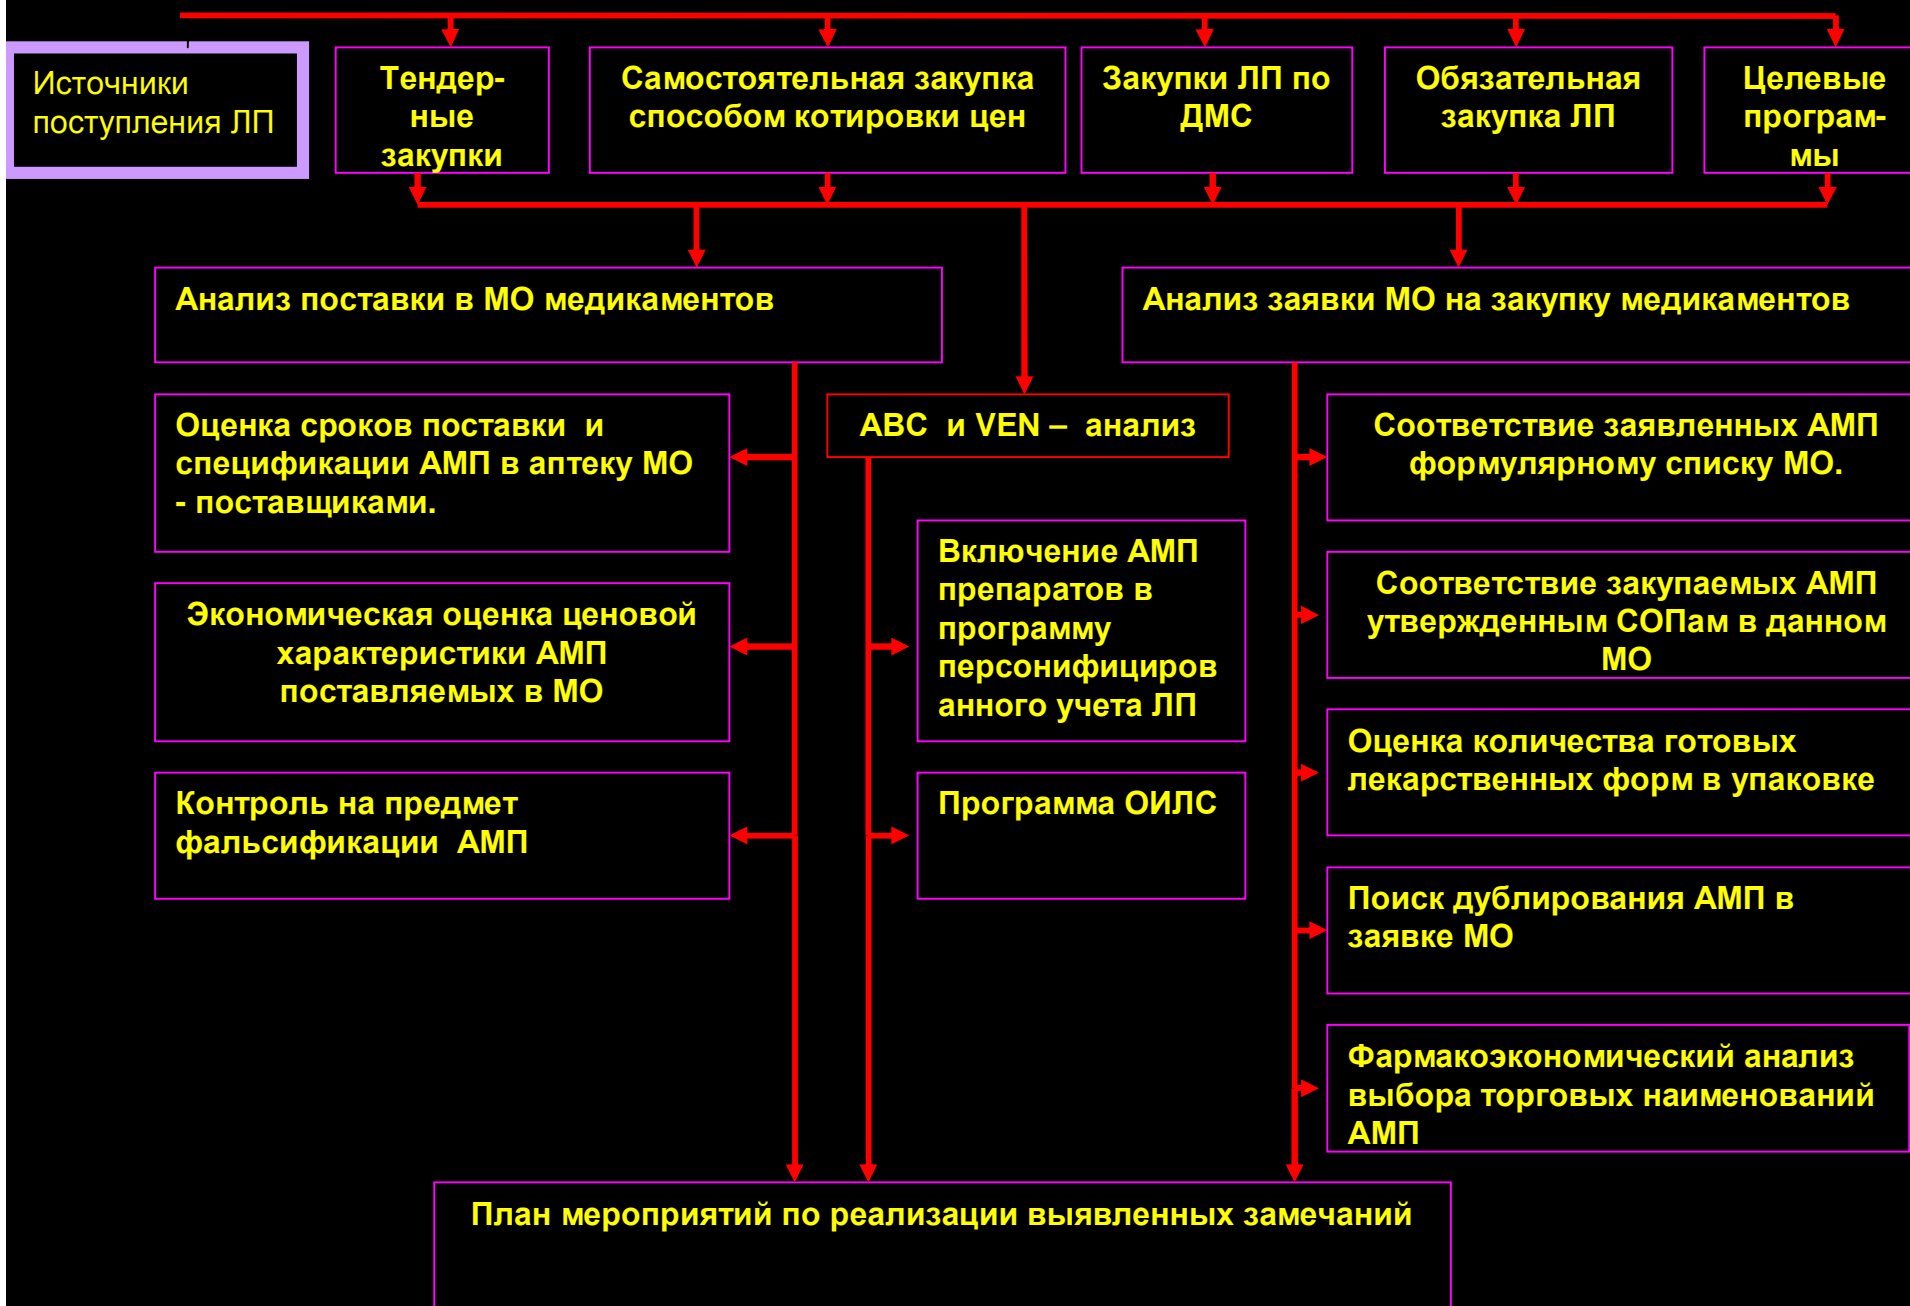 Источники
поступления ЛП
Тендер-
ные
закупки
Самостоятельная закупка
способом котировки цен
Закупки ЛП по
ДМС
Обязательная
закупка ЛП
Целевые
програм-
мы
Анализ поставки в МО медикаментов
Анализ заявки МО на закупку медикаментов
Оценка сроков поставки и
спецификации АМП в аптеку МО
- поставщиками.
Экономическая оценка ценовой
характеристики АМП
поставляемых в МО
Контроль на предмет
фальсификации АМП
АВС и VEN – анализ
Включение АМП
препаратов в
программу
персонифициров
анного учета ЛП
Программа ОИЛС
Соответствие заявленных АМП
формулярному списку МО.
Соответствие закупаемых АМП
утвержденным СОПам в данном
МО
Оценка количества готовых
лекарственных форм в упаковке
Поиск дублирования АМП в
заявке МО
Фармакоэкономический анализ
выбора торговых наименований
АМП
План мероприятий по реализации выявленных замечаний